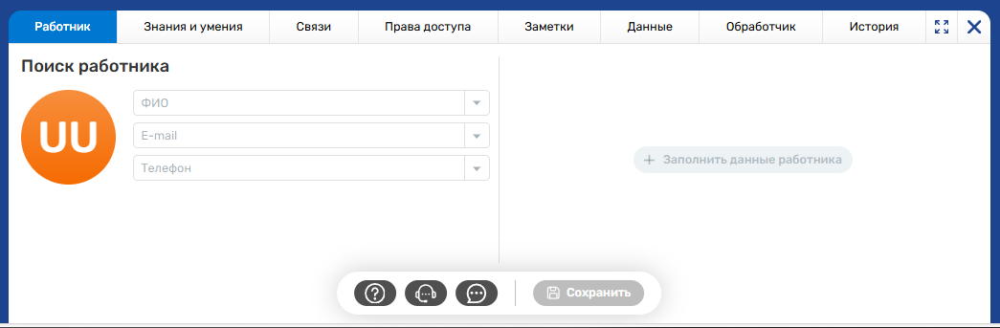 Работник
Знания и умения
Связи
Права доступа
Заметки
Данные
Обработчик
История
Поиск работника
UU
ФИО
E-mail
Телефон
Заполнить данные работника
Сохранить